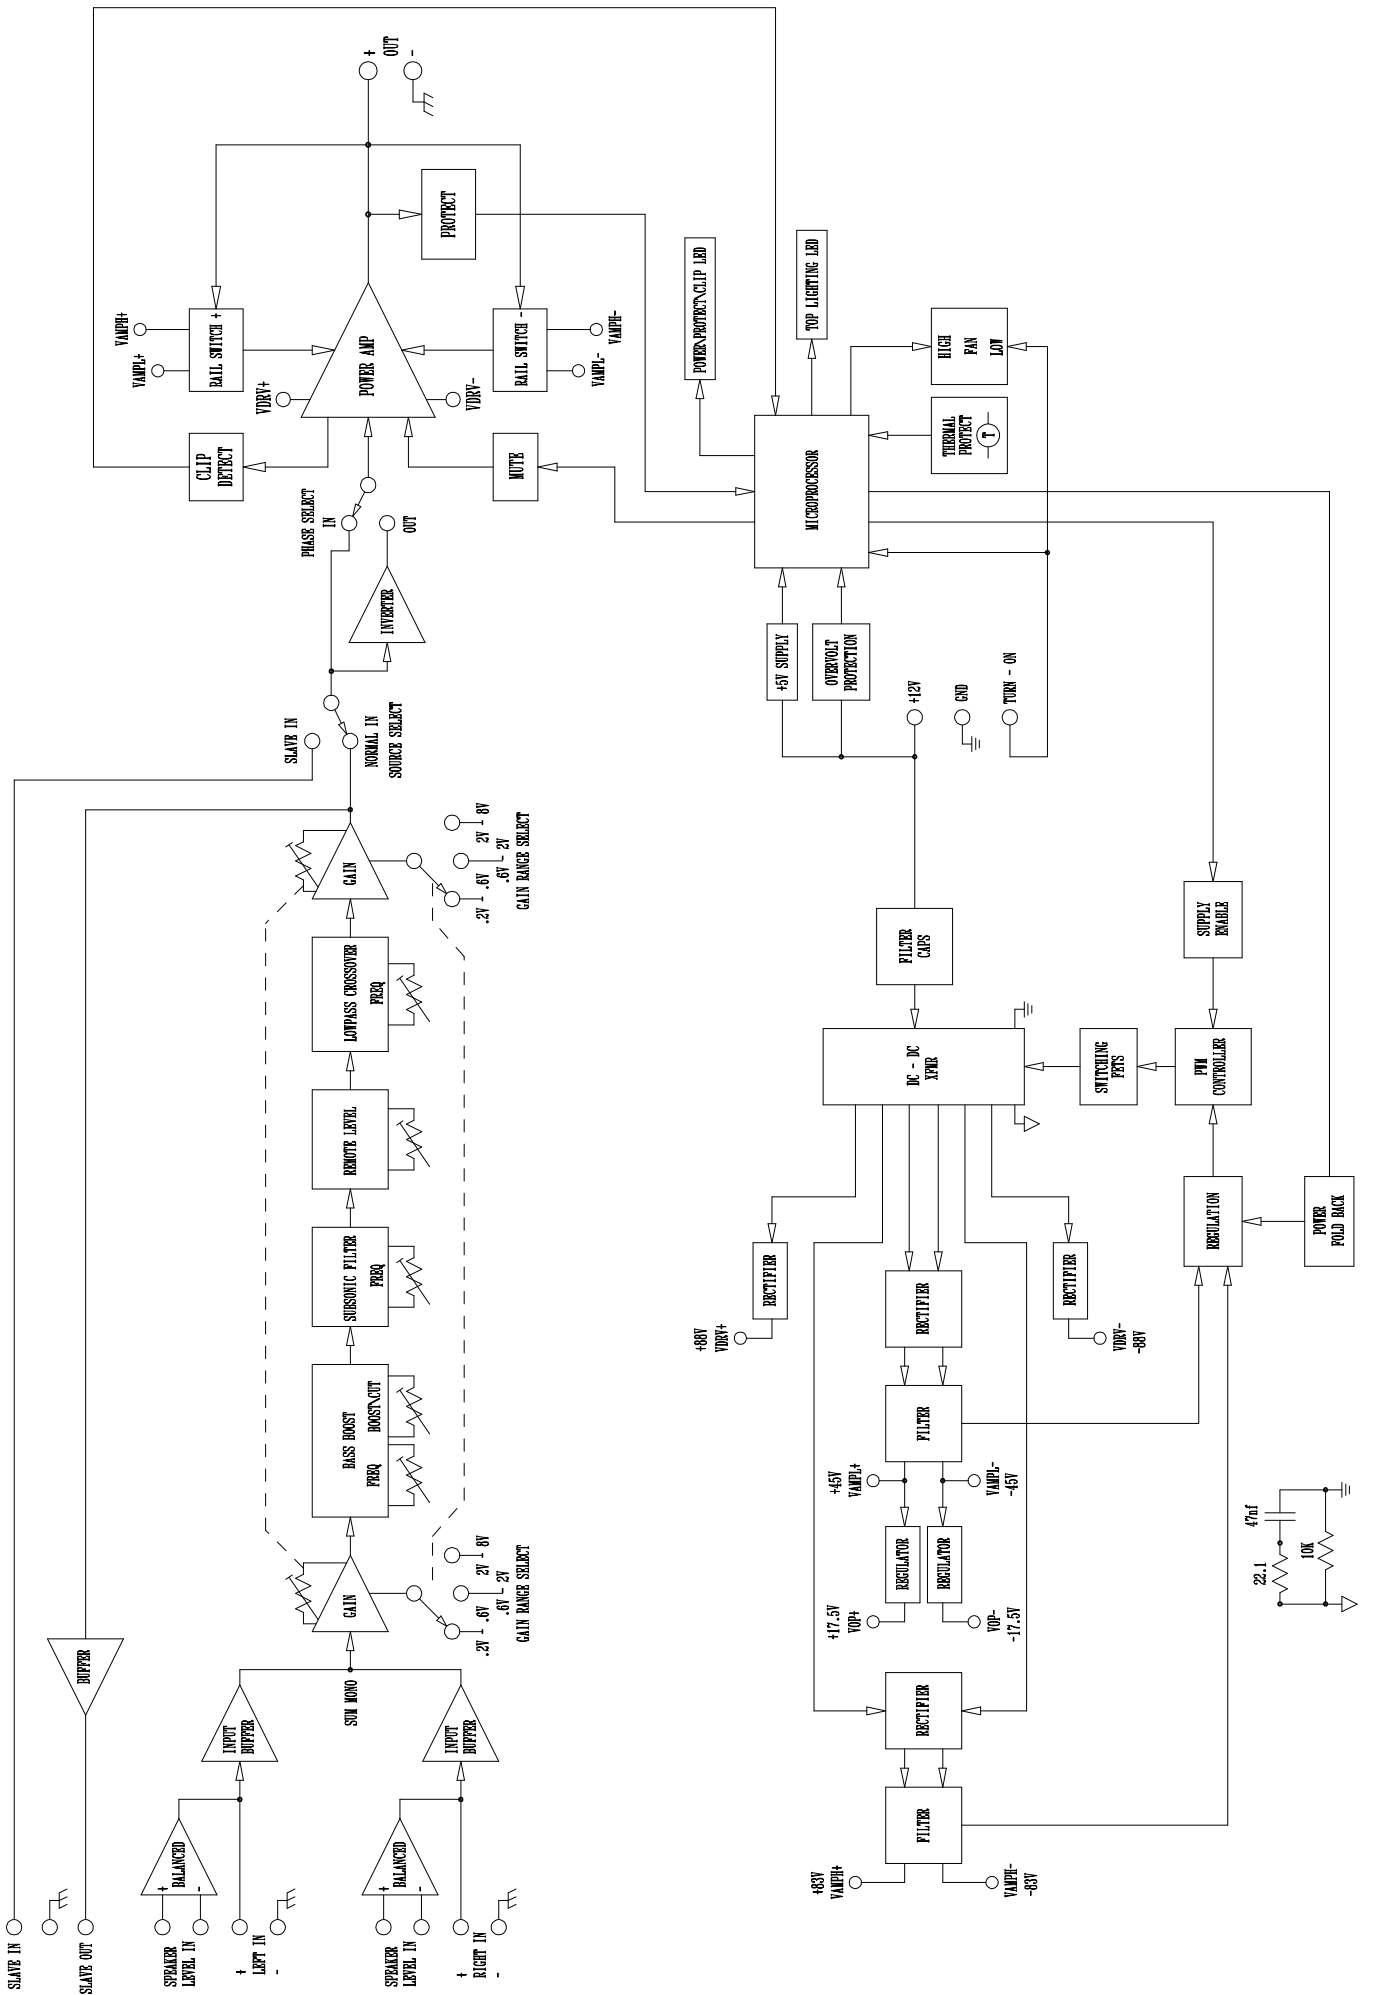 SLAVE IN
SLAVE OUT
SPEAKER
LEVEL IN
+
LEFT IN
-
SPEAKER
LEVEL IN
+
RIGHT IN
-
BUFFER
+
BALANCED
-
+
BALANCED
-
INPUT
BUFFER
INPUT
BUFFER
SUM MONO
GAIN
.2V - .6V
.6V - 2V
2V - 8V
GAIN RANGE SELECT
BASS BOOST
FREQ
BOOST\CUT
SUBSONIC FILTER
FREQ
REMOTE LEVEL
LOWPASS CROSSOVER
FREQ
GAIN
.2V - .6V
.6V - 2V
2V - 8V
GAIN RANGE SELECT
SLAVE IN
NORMAL IN
SOURCE SELECT
INVERTER
PHASE SELECT
IN
OUT
CLIP
DETECT
MUTE
POWER AMP
VDRV+
VDRV-
RAIL SWITCH +
VAMPH+
VAMPL+
RAIL SWITCH -
VAMPL-
VAMPH-
PROTECT
+
OUT
-
POWER\PROTECT\CLIP LED
TOP LIGHTING LED
HIGH
FAN
LOW
THERMAL
PROTECT
T
MICROPROCESSOR
+5V SUPPLY
OVERVOLT
PROTECTION
+12V
GND
TURN - ON
FILTER
CAPS
SUPPLY
ENABLE
DC - DC
XFMR
SWITCHING
FETS
PWM
CONTROLLER
REGULATION
POWER
FOLD BACK
RECTIFIER
+88V
VDRV+
RECTIFIER
RECTIFIER
VDRV-
-88V
FILTER
+45V
VAMPL+
VAMPL-
-45V
REGULATOR
REGULATOR
+17.5V
VOP+
VOP-
-17.5V
RECTIFIER
FILTER
+83V
VAMPH+
VAMPH-
-83V
47nf
22.1
10K